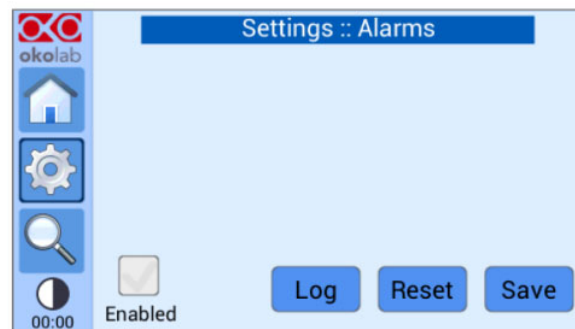 Settings :: Alarms
okolab
Enabled
Log
Reset
Save
00:00